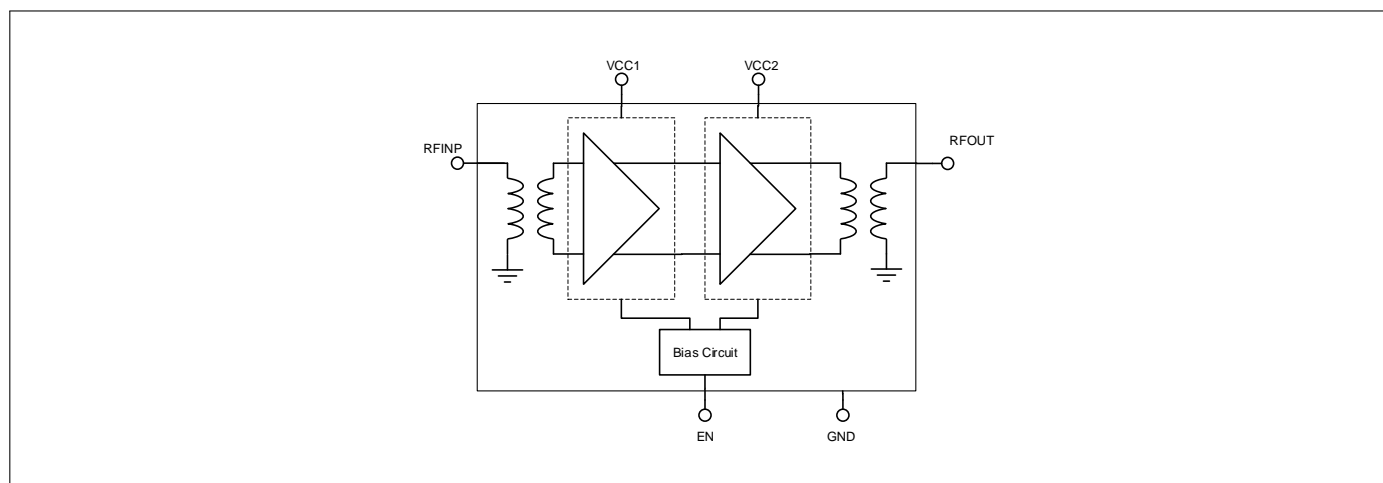 VCC1
VCC2
RFINP
RFOUT
Bias Circuit
EN
GND